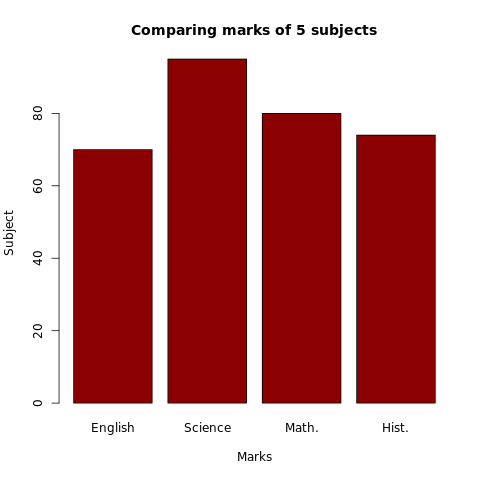 Comparing marks of 5 subjects
Subject
80
60
40
20
0
English Science Math. Hist.
Marks